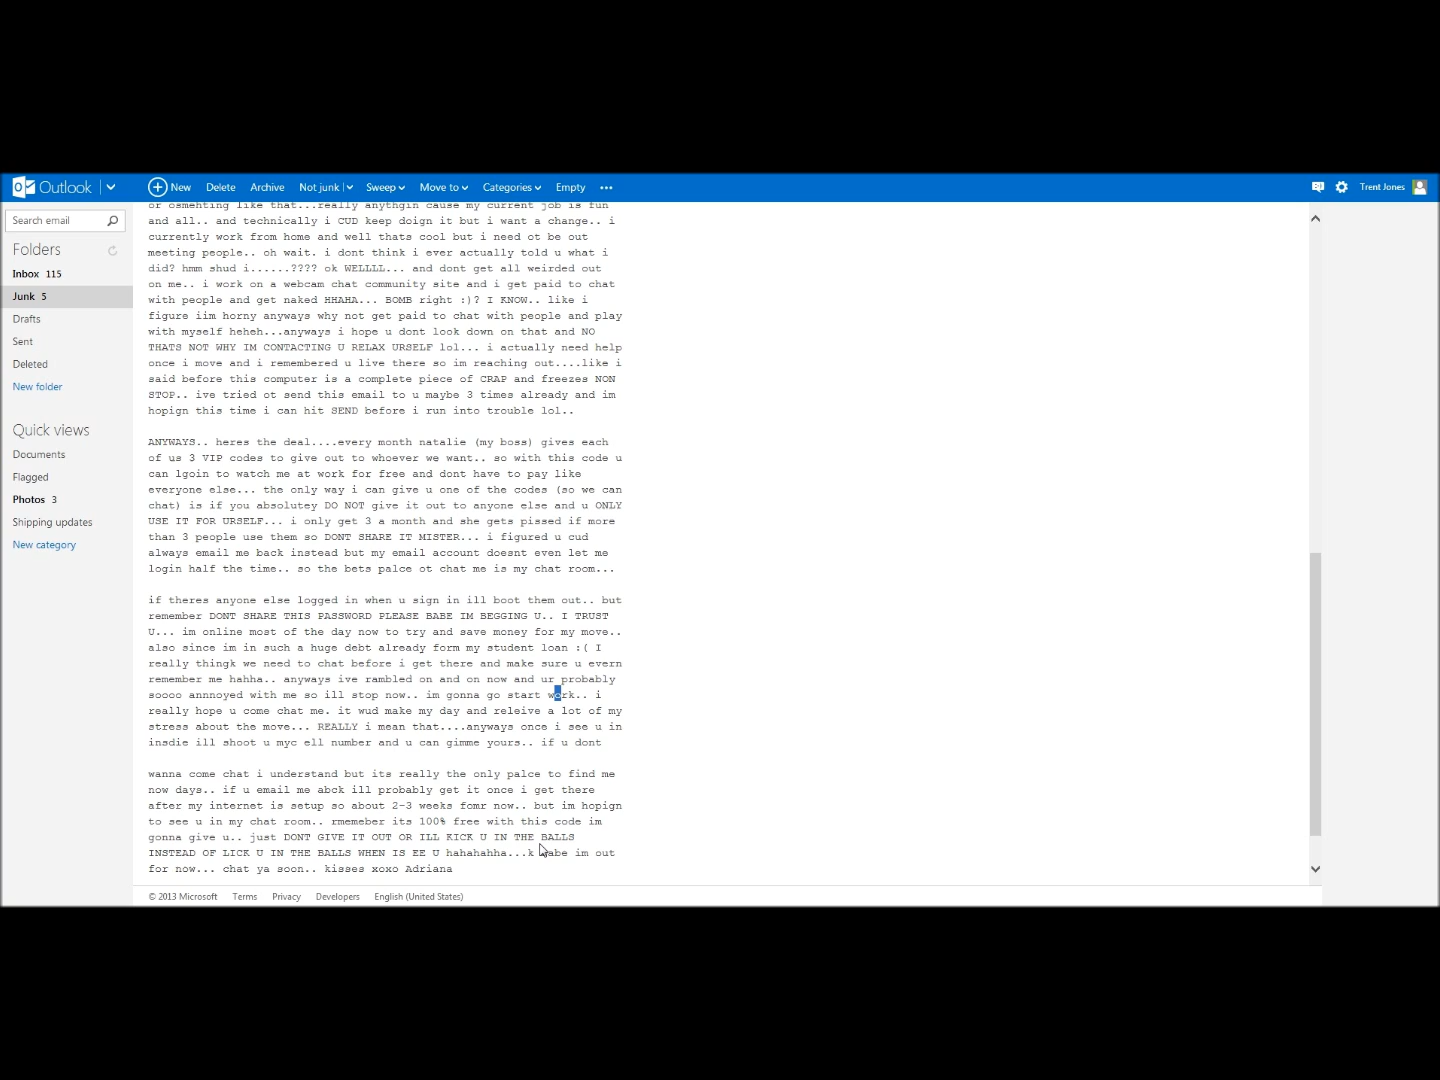 Outlook
New Delete Archive Not junk Sweep Move to Categories Empty ••• Trent Jones
Search email
Folders
Inbox 115
Junk 5
Drafts
Sent
Deleted
New folder
Quick views
Documents
Flagged
Photos 3
Shipping updates
New category
or osmehting like that...really anythgin cause my current job is fun
and all.. and technically i CUD keep doign it but i want a change.. i
currently work from home and well thats cool but i need ot be out
meeting people.. oh wait. i dont think i ever actually told u what i
did? hmm shud i......???? ok WELLLL... and dont get all weirded out
on me.. i work on a webcam chat community site and i get paid to chat
with people and get naked HHAHA... BOMB right :)? I KNOW.. like i
figure iim horny anyways why not get paid to chat with people and play
with myself heheh...anyways i hope u dont look down on that and NO
THATS NOT WHY IM CONTACTING U RELAX URSELF lol... i actually need help
once i move and i remembered u live there so im reaching out....like i
said before this computer is a complete piece of CRAP and freezes NON
STOP.. ive tried ot send this email to u maybe 3 times already and im
hopign this time i can hit SEND before i run into trouble lol..
ANYWAYS.. heres the deal....every month natalie (my boss) gives each
of us 3 VIP codes to give out to whoever we want.. so with this code u
can lgoin to watch me at work for free and dont have to pay like
everyone else... the only way i can give u one of the codes (so we can
chat) is if you absolutey DO NOT give it out to anyone else and u ONLY
USE IT FOR URSELF... i only get 3 a month and she gets pissed if more
than 3 people use them so DONT SHARE IT MISTER... i figured u cud
always email me back instead but my email account doesnt even let me
login half the time.. so the bets palce ot chat me is my chat room...
if theres anyone else logged in when u sign in ill boot them out.. but
remember DONT SHARE THIS PASSWORD PLEASE BABE IM BEGGING U.. I TRUST
U... im online most of the day now to try and save money for my move..
also since im in such a huge debt already form my student loan :( I
really thingk we need to chat before i get there and make sure u evern
remember me hahha.. anyways ive rambled on and on now and ur probably
soooo annnoyed with me so ill stop now.. im gonna go start work.. i
really hope u come chat me. it wud make my day and releive a lot of my
stress about the move... REALLY i mean that....anyways once i see u in
insdie ill shoot u myc ell number and u can gimme yours.. if u dont
wanna come chat i understand but its really the only palce to find me
now days.. if u email me abck ill probably get it once i get there
after my internet is setup so about 2-3 weeks fomr now.. but im hopign
to see u in my chat room.. rmemeber its 100% free with this code im
gonna give u.. just DONT GIVE IT OUT OR ILL KICK U IN THE BALLS
INSTEAD OF LICK U IN THE BALLS WHEN IS EE U hahahahha...k babe im out
for now... chat ya soon.. kisses xoxo Adriana
© 2013 Microsoft Terms Privacy Developers English (United States)